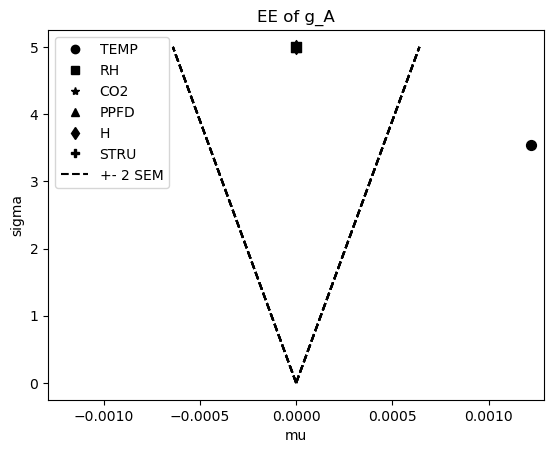 EE of g_A
TEMP
RH
CO2
PPFD
H
STRU
+- 2 SEM
sigma
5
4
3
2
1
0
−0.0010
−0.0005
0.0000
0.0005
0.0010
mu